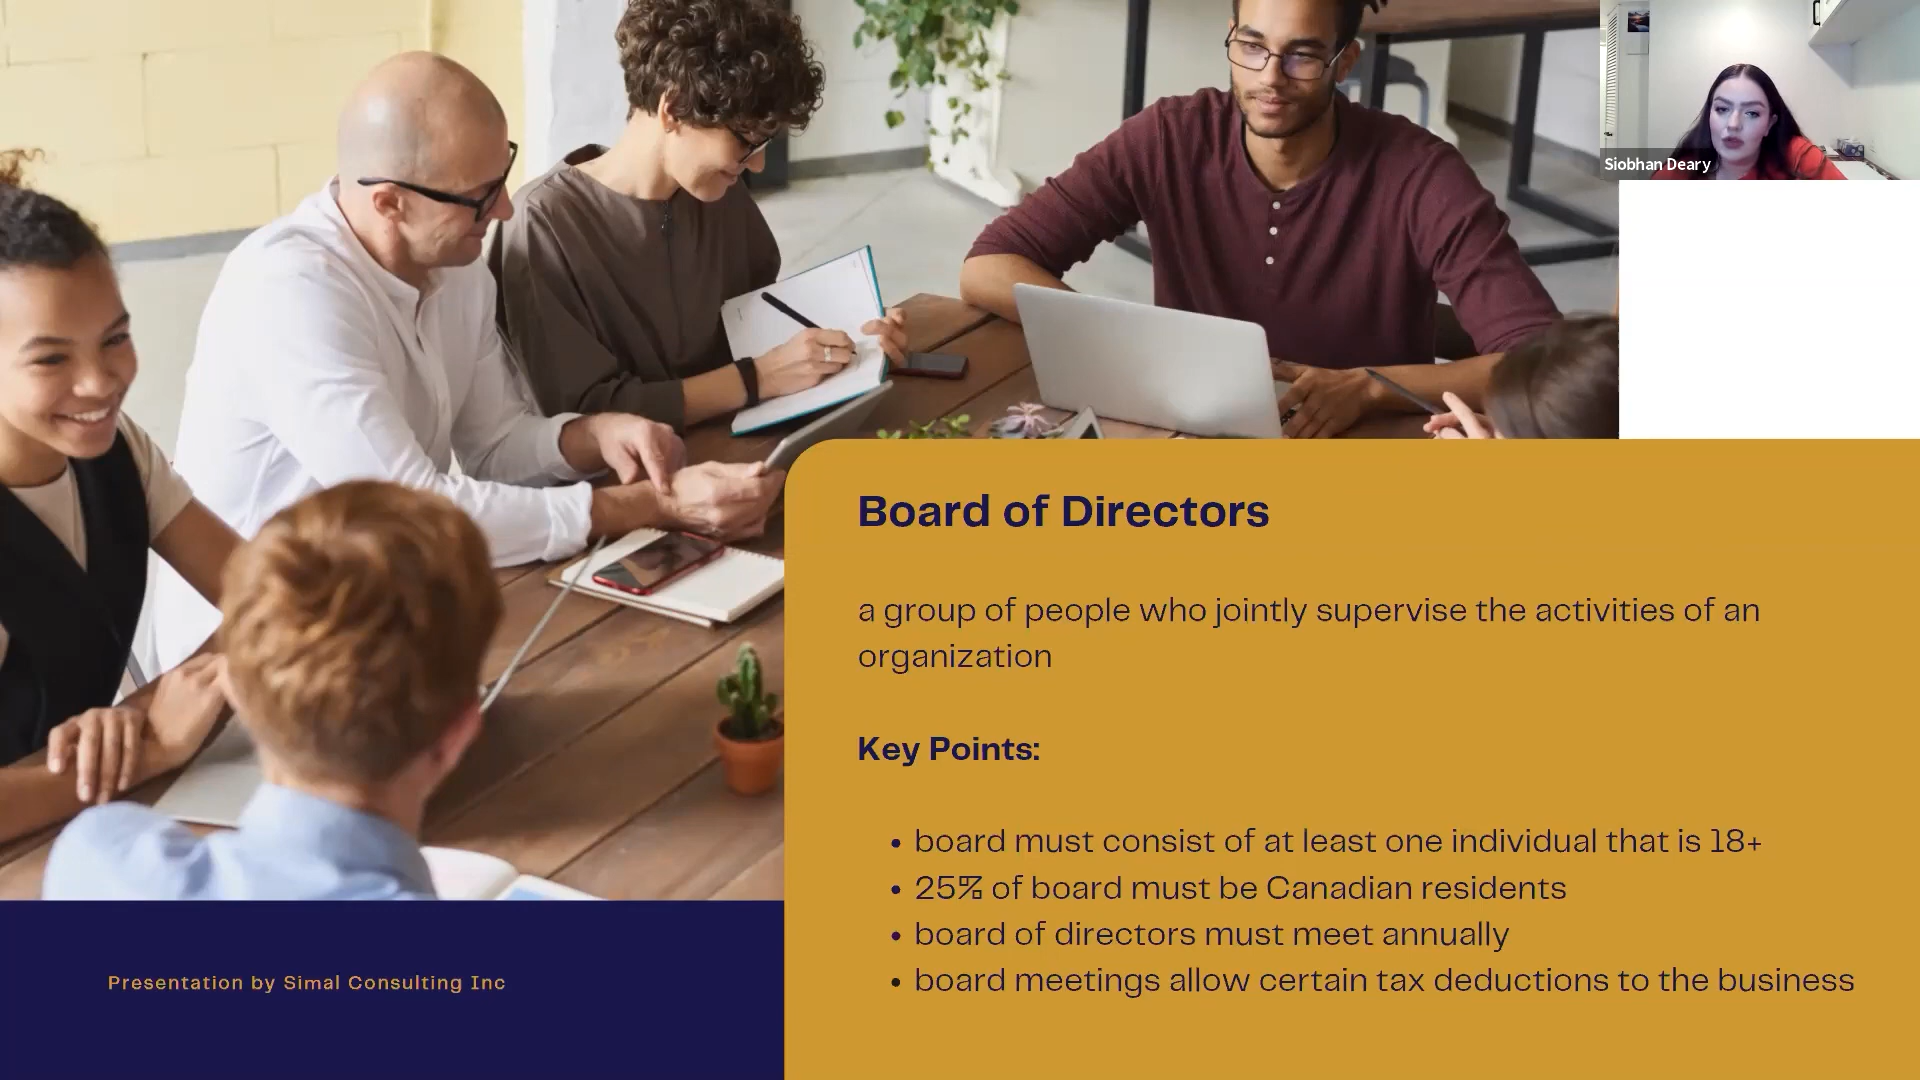 Siobhan Deary
Board of Directors
a group of people who jointly supervise the activities of an
organization
Key Points:
• board must consist of at least one individual that is 18+
• 25% of board must be Canadian residents
• board of directors must meet annually
• board meetings allow certain tax deductions to the business
Presentation by Simal Consulting Inc